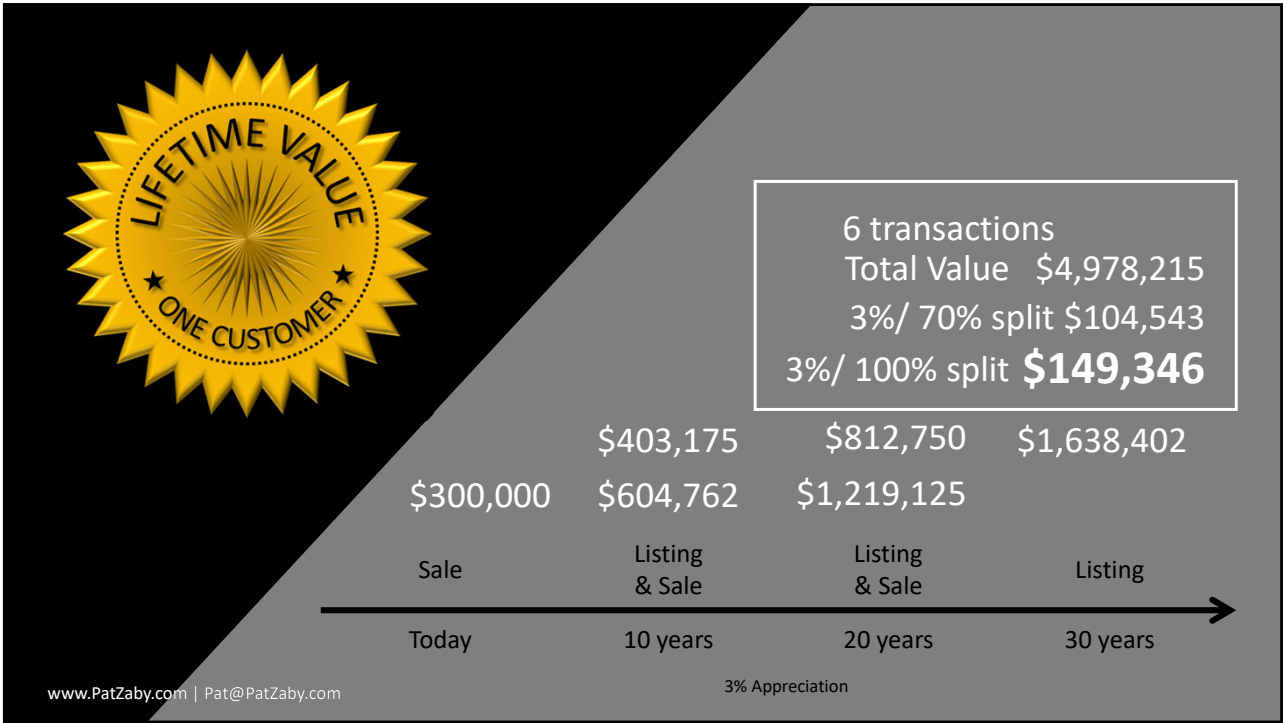 LIFETIME VALUE
★ ONE CUSTOMER ★
6 transactions
Total Value $4,978,215
3%/ 70% split $104,543
3%/ 100% split $149,346
$403,175 $812,750 $1,638,402
$300,000 $604,762 $1,219,125
Sale
Listing
& Sale
Listing
& Sale
Listing
Today 10 years 20 years 30 years
3% Appreciation
www.PatZaby.com | Pat@PatZaby.com